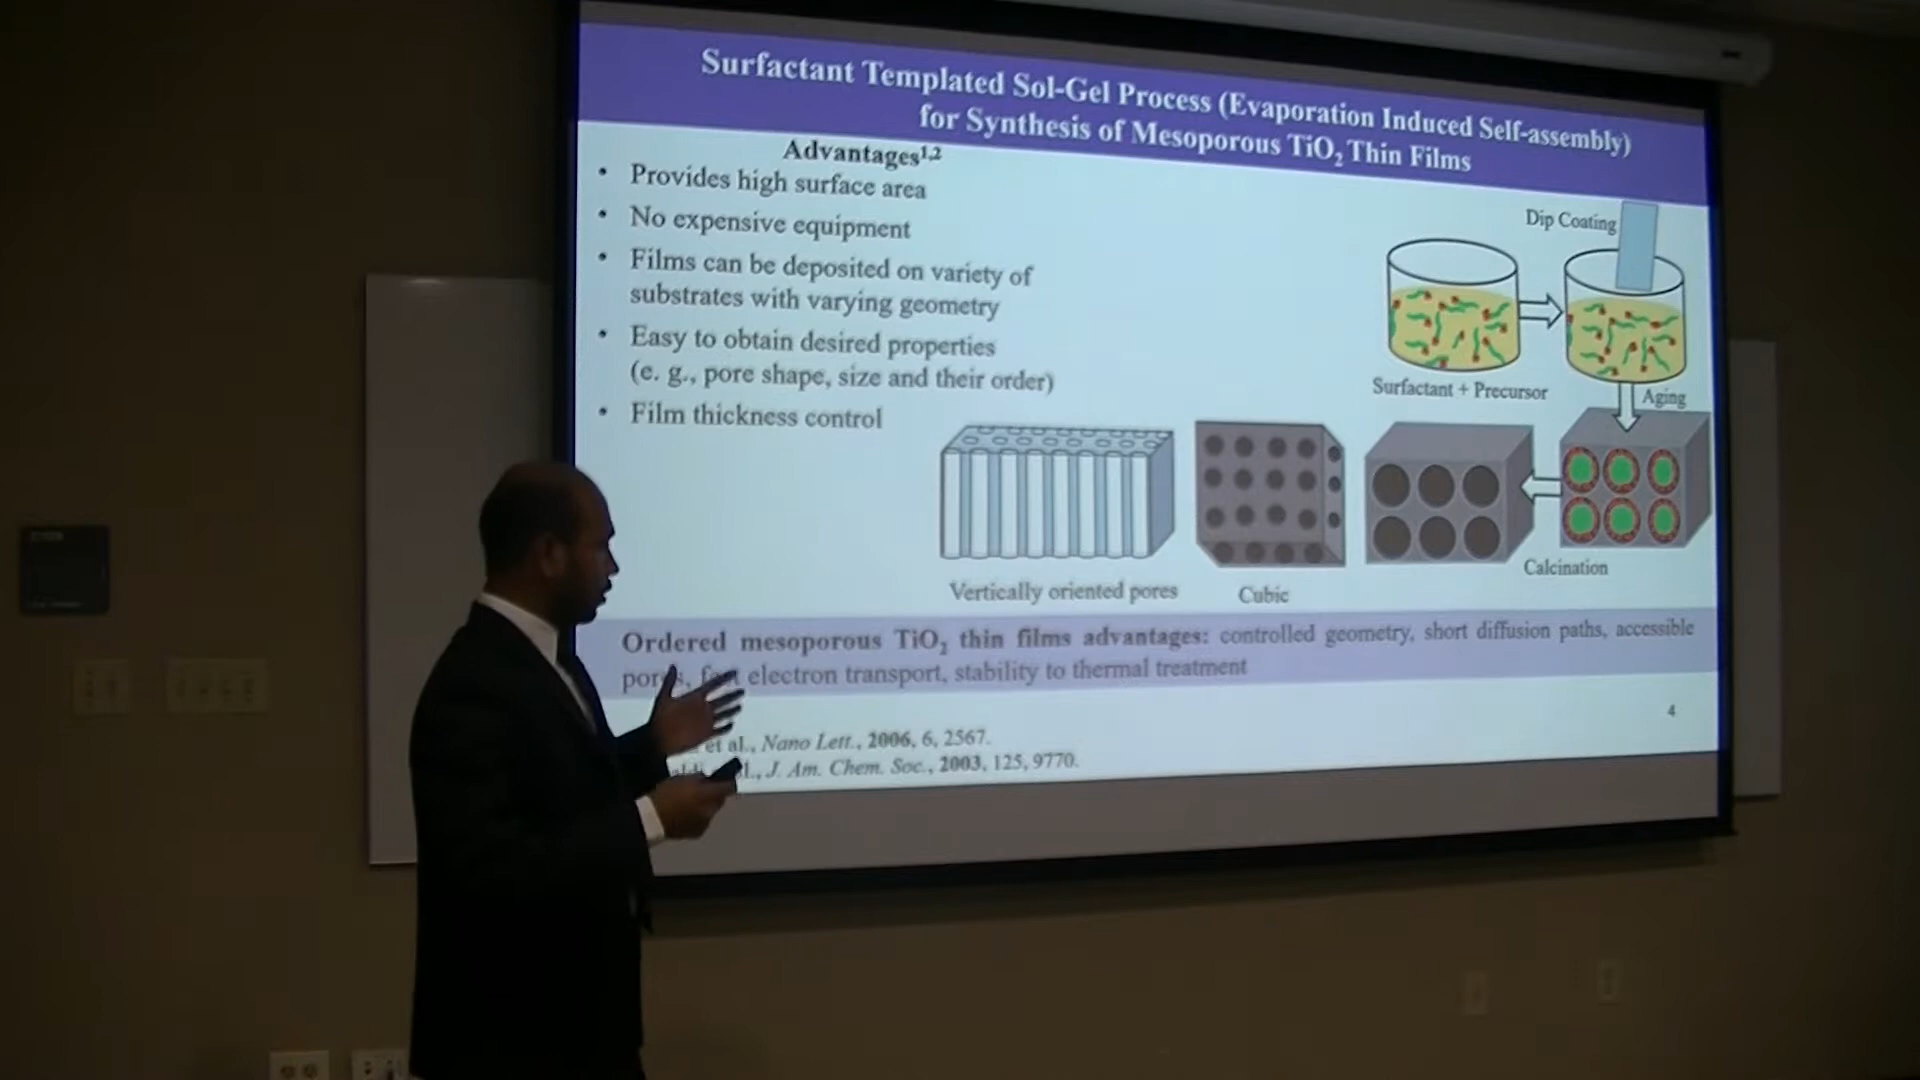 Surfactant Templated Sol-Gel Process (Evaporation Induced Self-assembly)
for Synthesis of Mesoporous TiO2 Thin Films
Advantages1,2
• Provides high surface area
• No expensive equipment
• Films can be deposited on variety of
substrates with varying geometry
• Easy to obtain desired properties
(e. g., pore shape, size and their order)
• Film thickness control
Dip Coating
Surfactant + Precursor
Aging
Calcination
Vertically oriented pores
Cubic
Ordered mesoporous TiO2 thin films advantages: controlled geometry, short diffusion paths, accessible
electron transport, stability to thermal treatment
4
et al., Nano Lett., 2006, 6, 2567.
J. Am. Chem. Soc., 2003, 125, 9770.